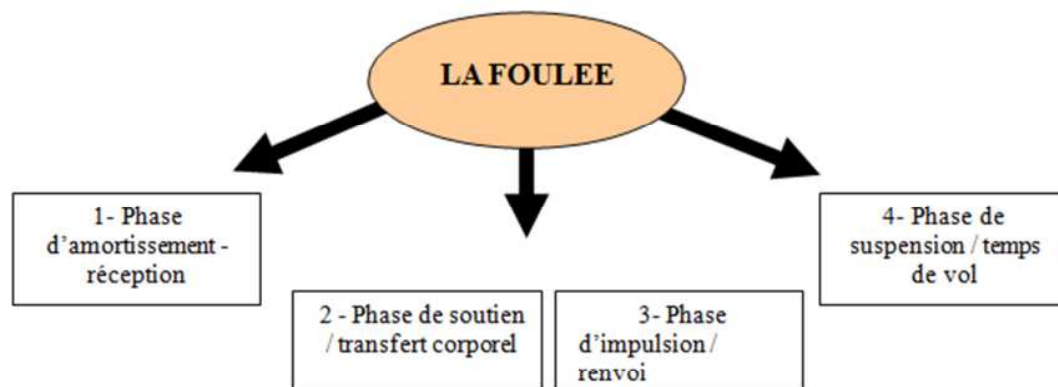 LA FOULEE
1- Phase
d’amortissement -
réception
2 - Phase de soutien
/ transfert corporel
3- Phase
d’impulsion /
renvoi
4- Phase de
suspension / temps
de vol